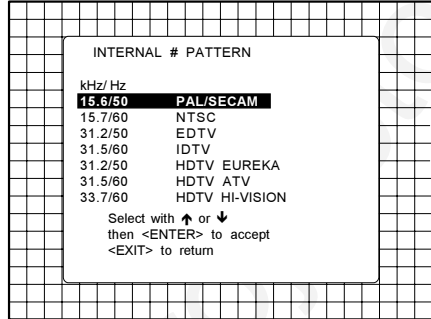 INTERNAL # PATTERN
kHz/ Hz
15.6/50 PAL/SECAM
15.7/60 NTSC
31.2/50 EDTV
31.5/60 IDTV
31.2/50 HDTV EUREKA
31.5/60 HDTV ATV
33.7/60 HDTV HI-VISION
Select with ↑ or ↓
then <ENTER> to accept
<EXIT> to return